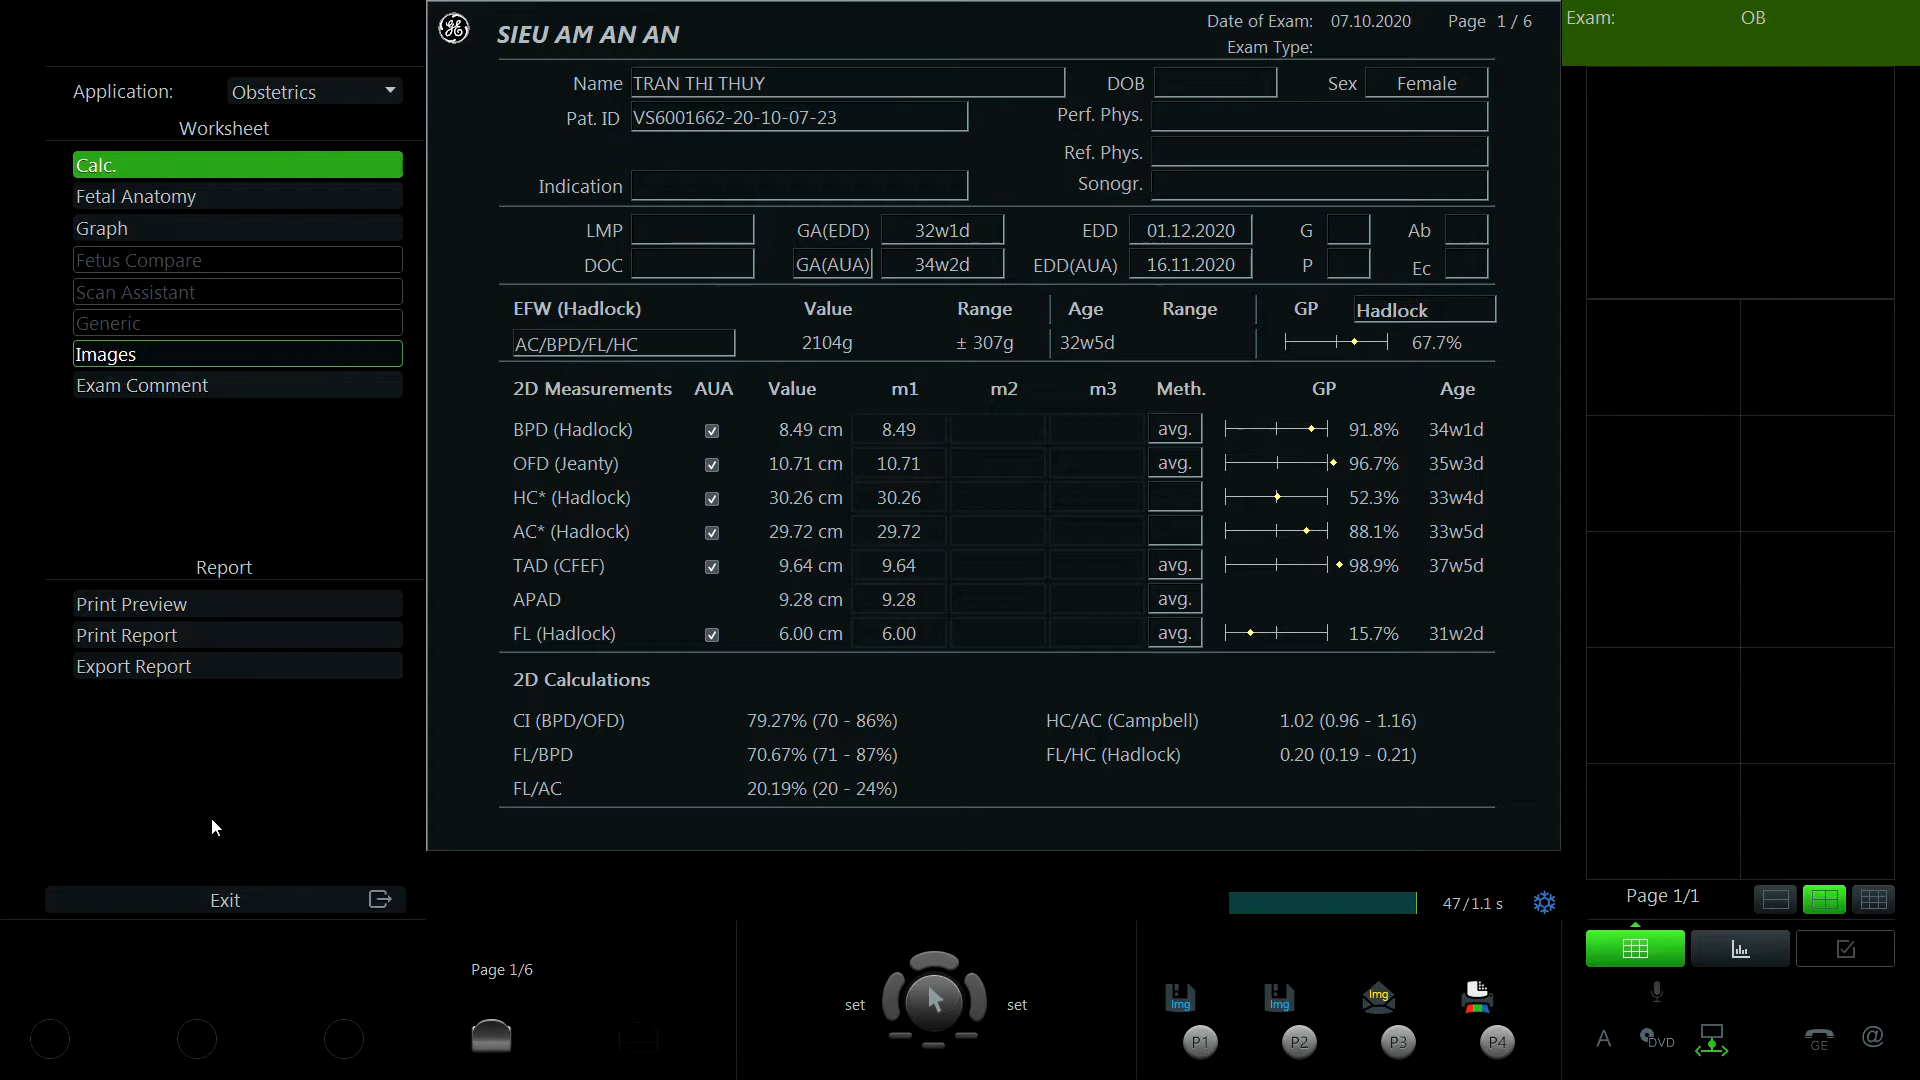 SIEU AM AN AN
Date of Exam: 07.10.2020 Page 1 / 6
Exam Type:
Exam: OB
Application: Obstetrics
Worksheet
Calc.
Fetal Anatomy
Graph
Fetus Compare
Scan Assistant
Generic
Images
Exam Comment
Report
Print Preview
Print Report
Export Report
Exit
Name TRAN THI THUY DOB Sex Female
Pat. ID VS6001662-20-10-07-23 Perf. Phys.
Ref. Phys.
Indication Sonogr.
LMP GA(EDD) 32w1d EDD 01.12.2020 G Ab
DOC GA(AUA) 34w2d EDD(AUA) 16.11.2020 P Ec
EFW (Hadlock) Value Range Age Range GP Hadlock
AC/BPD/FL/HC 2104g ± 307g 32w5d 67.7%
2D Measurements AUA Value m1 m2 m3 Meth. GP Age
BPD (Hadlock) 8.49 cm 8.49 avg. 91.8% 34w1d
OFD (Jeanty) 10.71 cm 10.71 avg. 96.7% 35w3d
HC* (Hadlock) 30.26 cm 30.26 52.3% 33w4d
AC* (Hadlock) 29.72 cm 29.72 88.1% 33w5d
TAD (CFEF) 9.64 cm 9.64 avg. 98.9% 37w5d
APAD 9.28 cm 9.28 avg.
FL (Hadlock) 6.00 cm 6.00 avg. 15.7% 31w2d
2D Calculations
CI (BPD/OFD) 79.27% (70 - 86%) HC/AC (Campbell) 1.02 (0.96 - 1.16)
FL/BPD 70.67% (71 - 87%) FL/HC (Hadlock) 0.20 (0.19 - 0.21)
FL/AC 20.19% (20 - 24%)
47/1.1 s
Page 1/1
Page 1/6
set set
Img Img Img
P1 P2 P3 P4
A DVD GE @